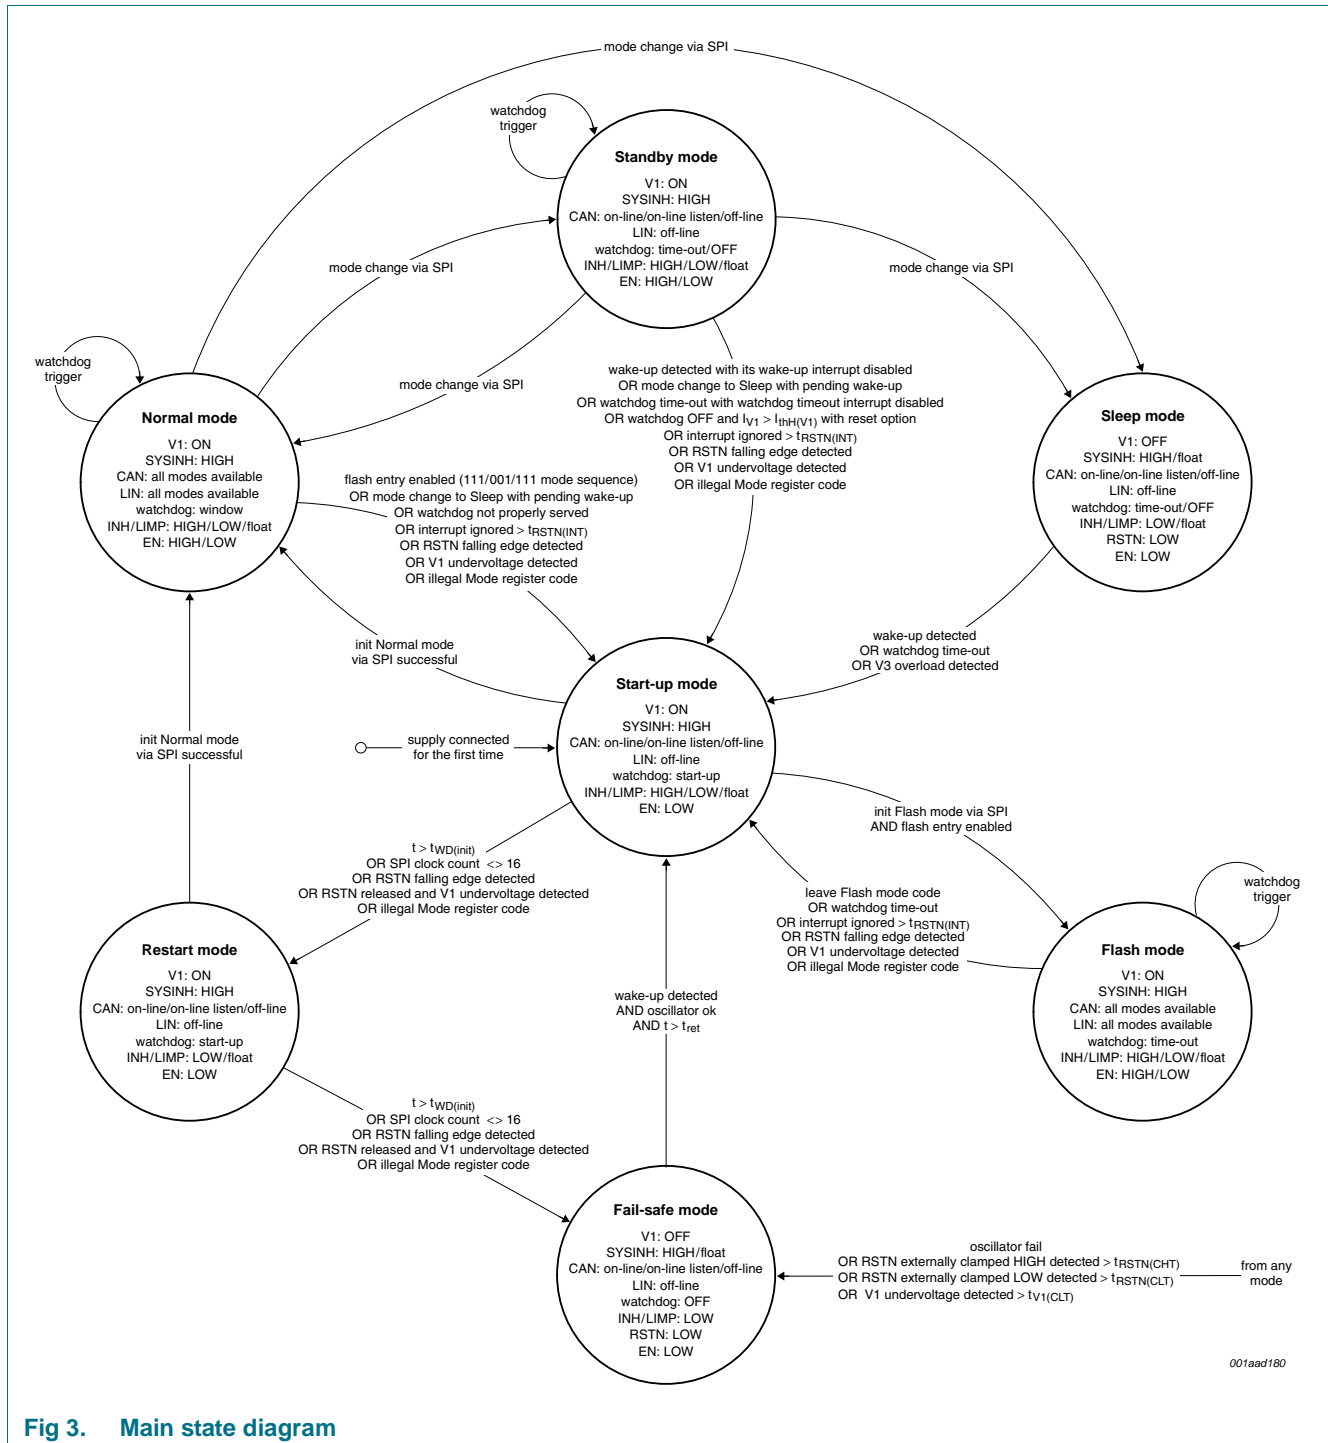 mode change via SPI
watchdog
trigger
Standby mode
V1: ON
SYSINH: HIGH
CAN: on-line/on-line listen/off-line
LIN: off-line
watchdog: time-out/OFF
INH/LIMP: HIGH/LOW/float
EN: HIGH/LOW
mode change via SPI
mode change via SPI
mode change via SPI
watchdog
trigger
Normal mode
V1: ON
SYSINH: HIGH
CAN: all modes available
LIN: all modes available
watchdog: window
INH/LIMP: HIGH/LOW/float
EN: HIGH/LOW
wake-up detected with its wake-up interrupt disabled
OR mode change to Sleep with pending wake-up
OR watchdog time-out with watchdog timeout interrupt disabled
OR watchdog OFF and IV1 > IthH(V1) with reset option
OR interrupt ignored > tRSTN(INT)
OR RSTN falling edge detected
OR V1 undervoltage detected
OR illegal Mode register code
Sleep mode
V1: OFF
SYSINH: HIGH/float
CAN: on-line/on-line listen/off-line
LIN: off-line
watchdog: time-out/OFF
INH/LIMP: LOW/float
RSTN: LOW
EN: LOW
flash entry enabled (111/001/111 mode sequence)
OR mode change to Sleep with pending wake-up
OR watchdog not properly served
OR interrupt ignored > tRSTN(INT)
OR RSTN falling edge detected
OR V1 undervoltage detected
OR illegal Mode register code
init Normal mode
via SPI successful
wake-up detected
OR watchdog time-out
OR V3 overload detected
Start-up mode
V1: ON
SYSINH: HIGH
CAN: on-line/on-line listen/off-line
LIN: off-line
watchdog: start-up
INH/LIMP: HIGH/LOW/float
EN: LOW
supply connected
for the first time
init Normal mode
via SPI successful
init Flash mode via SPI
AND flash entry enabled
t > tWD(init)
OR SPI clock count <> 16
OR RSTN falling edge detected
OR RSTN released and V1 undervoltage detected
OR illegal Mode register code
leave Flash mode code
OR watchdog time-out
OR interrupt ignored > tRSTN(INT)
OR RSTN falling edge detected
OR V1 undervoltage detected
OR illegal Mode register code
watchdog
trigger
Restart mode
V1: ON
SYSINH: HIGH
CAN: on-line/on-line listen/off-line
LIN: off-line
watchdog: start-up
INH/LIMP: LOW/float
EN: LOW
wake-up detected
AND oscillator ok
AND t > tret
Flash mode
V1: ON
SYSINH: HIGH
CAN: all modes available
LIN: all modes available
watchdog: time-out
INH/LIMP: HIGH/LOW/float
EN: HIGH/LOW
t > tWD(init)
OR SPI clock count <> 16
OR RSTN falling edge detected
OR RSTN released and V1 undervoltage detected
OR illegal Mode register code
Fail-safe mode
V1: OFF
SYSINH: HIGH/float
CAN: on-line/on-line listen/off-line
LIN: off-line
watchdog: OFF
INH/LIMP: LOW
RSTN: LOW
EN: LOW
oscillator fail
OR RSTN externally clamped HIGH detected > tRSTN(CHT)
OR RSTN externally clamped LOW detected > tRSTN(CLT)
OR V1 undervoltage detected > tV1(CLT)
from any
mode
001aad180
Fig 3. Main state diagram